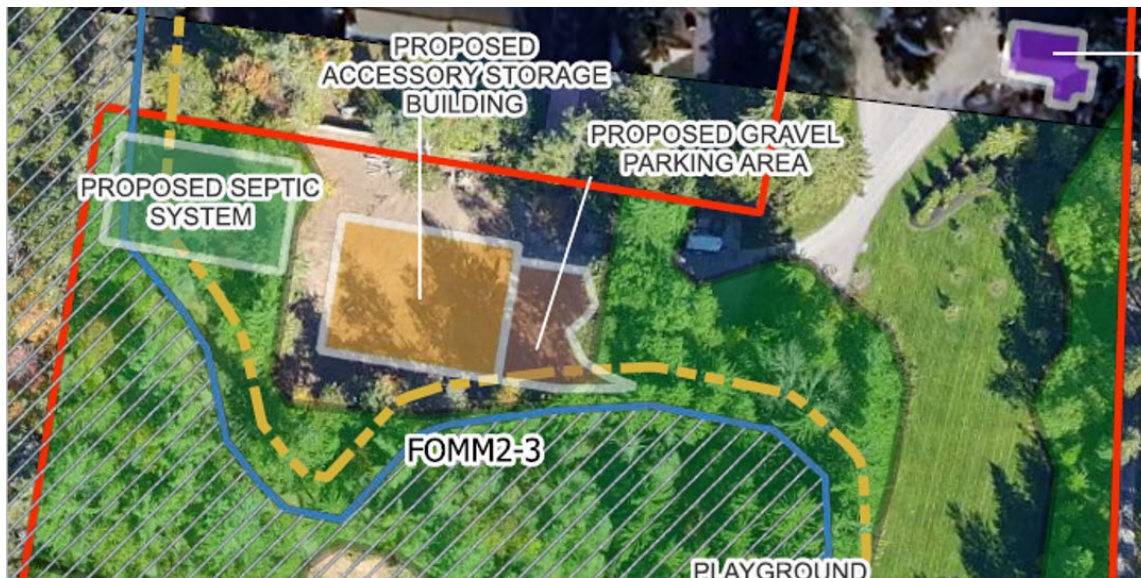 PROPOSED
ACCESSORY STORAGE
BUILDING
PROPOSED GRAVEL
PARKING AREA
PROPOSED SEPTIC
SYSTEM
FOMM2-3
PLAYGROUND